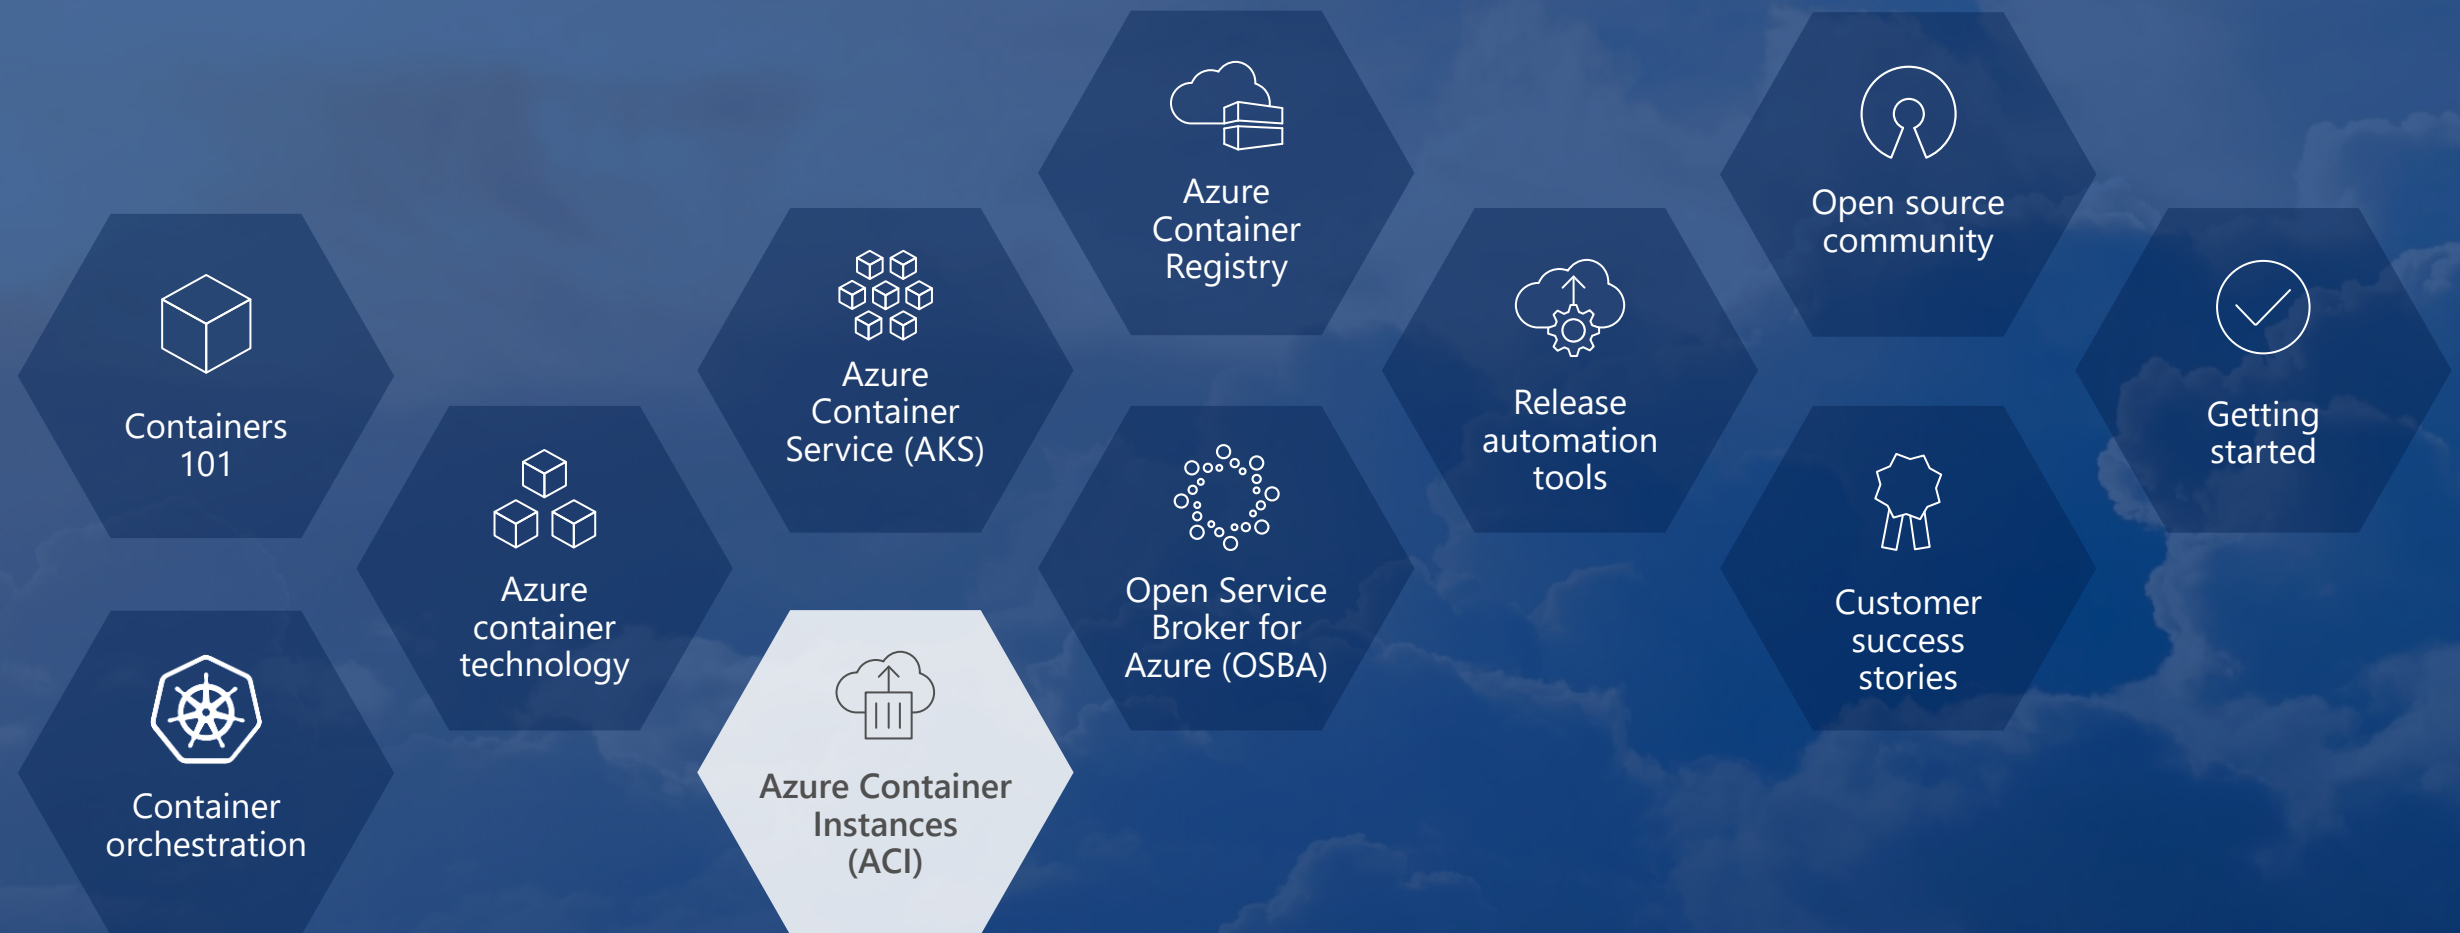 Containers
101
Container
orchestration
Azure
container
technology
Azure
Container
Service (AKS)
Azure Container
Instances
(ACI)
Azure
Container
Registry
Open Service
Broker for
Azure (OSBA)
Release
automation
tools
Open source
community
Customer
success
stories
Getting
started